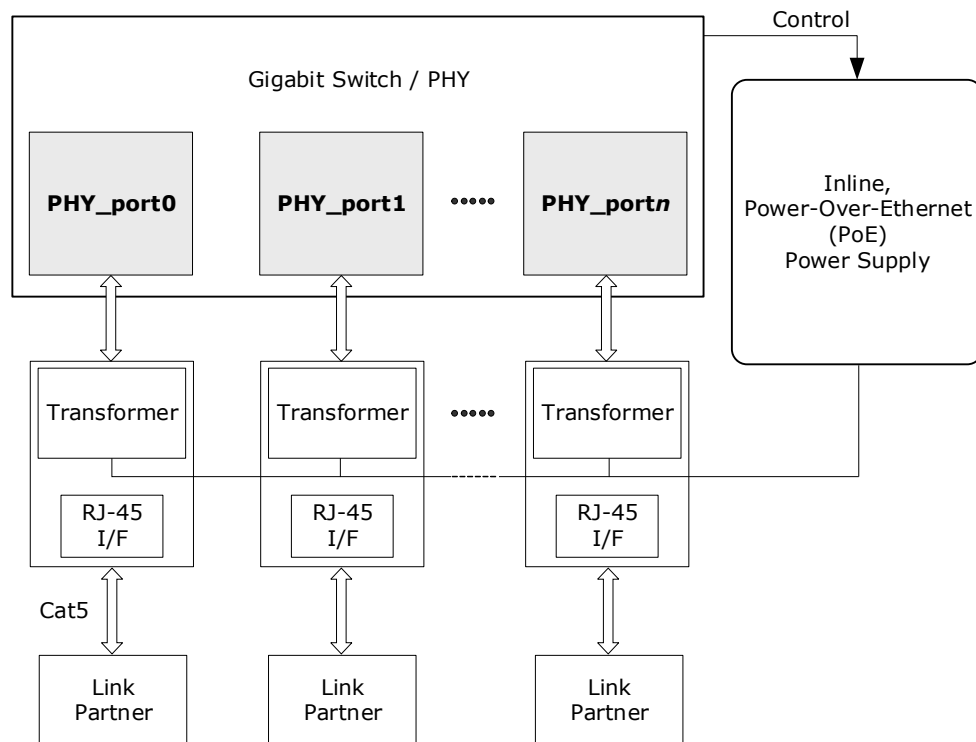 Control
Gigabit Switch / PHY
PHY_port0
PHY_port1
PHY_portn
Inline,
Power-Over-Ethernet
(PoE)
Power Supply
Transformer
Transformer
Transformer
RJ-45
I/F
RJ-45
I/F
RJ-45
I/F
Cat5
Link
Partner
Link
Partner
Link
Partner